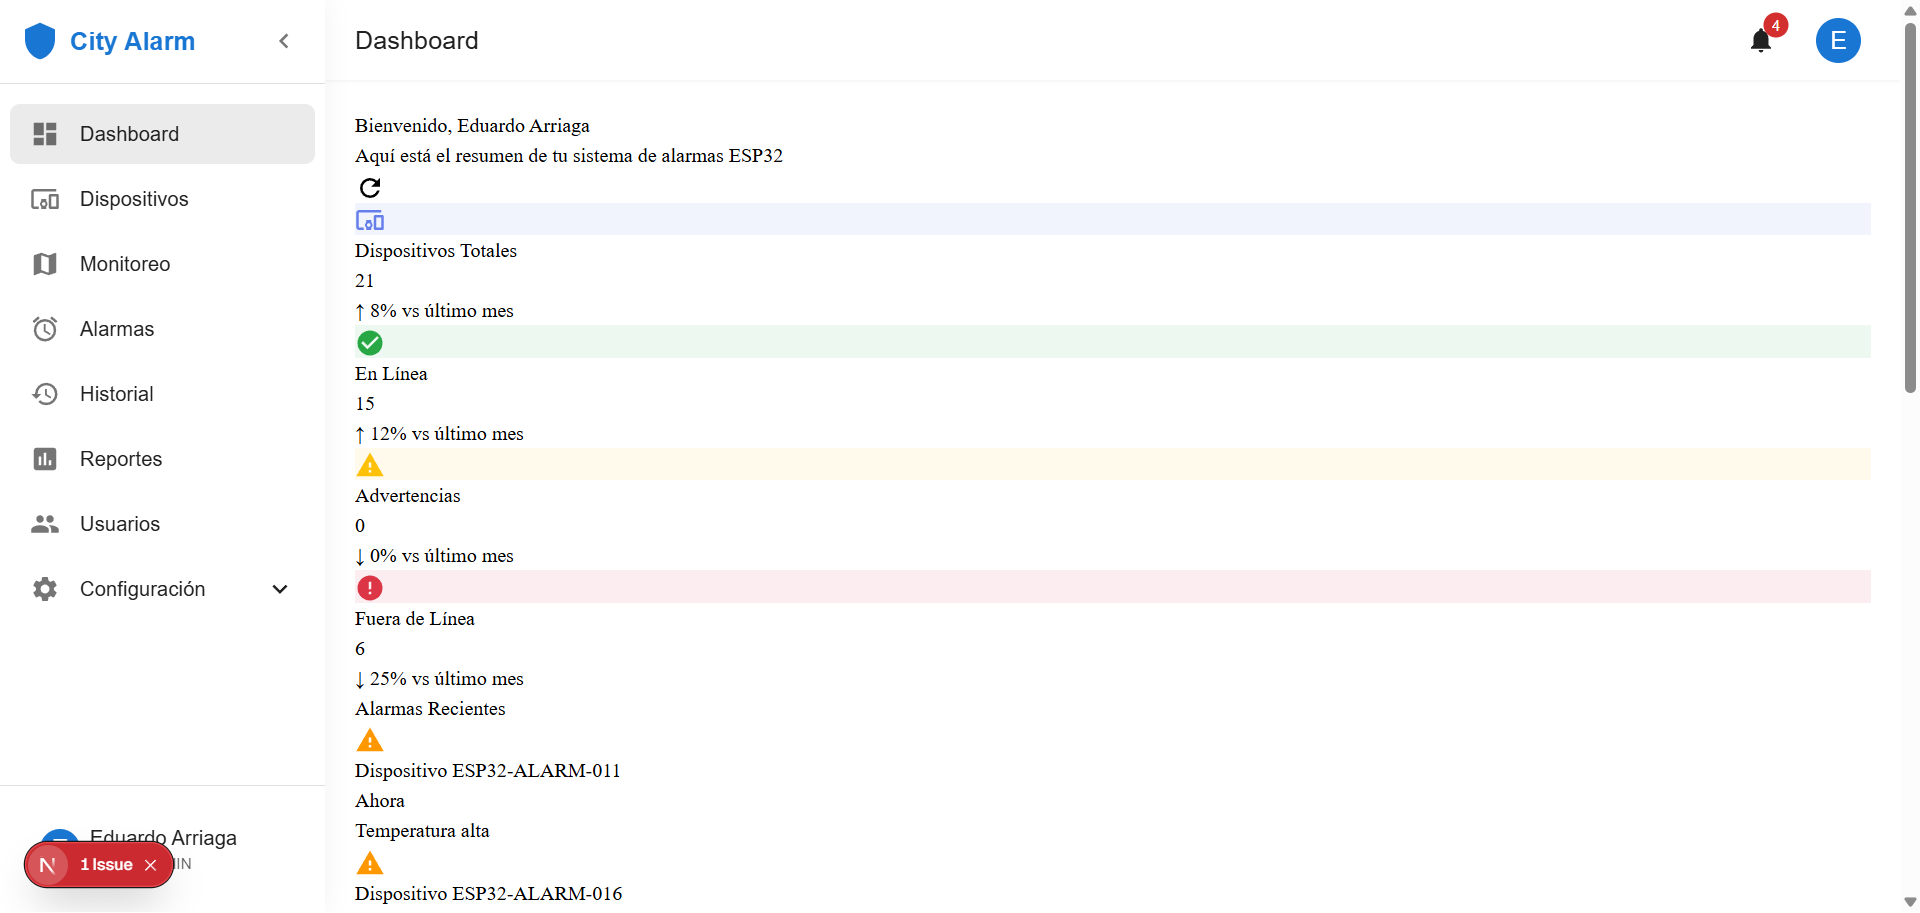 City Alarm
Dashboard
Dispositivos
Monitoreo
Alarmas
Historial
Reportes
Usuarios
Configuración
Eduardo Arriaga
1 Issue
Dashboard
4
E
Bienvenido, Eduardo Arriaga
Aquí está el resumen de tu sistema de alarmas ESP32
Dispositivos Totales
21
↑ 8% vs último mes
En Línea
15
↑ 12% vs último mes
Advertencias
0
↓ 0% vs último mes
Fuera de Línea
6
↓ 25% vs último mes
Alarmas Recientes
Dispositivo ESP32-ALARM-011
Ahora
Temperatura alta
Dispositivo ESP32-ALARM-016